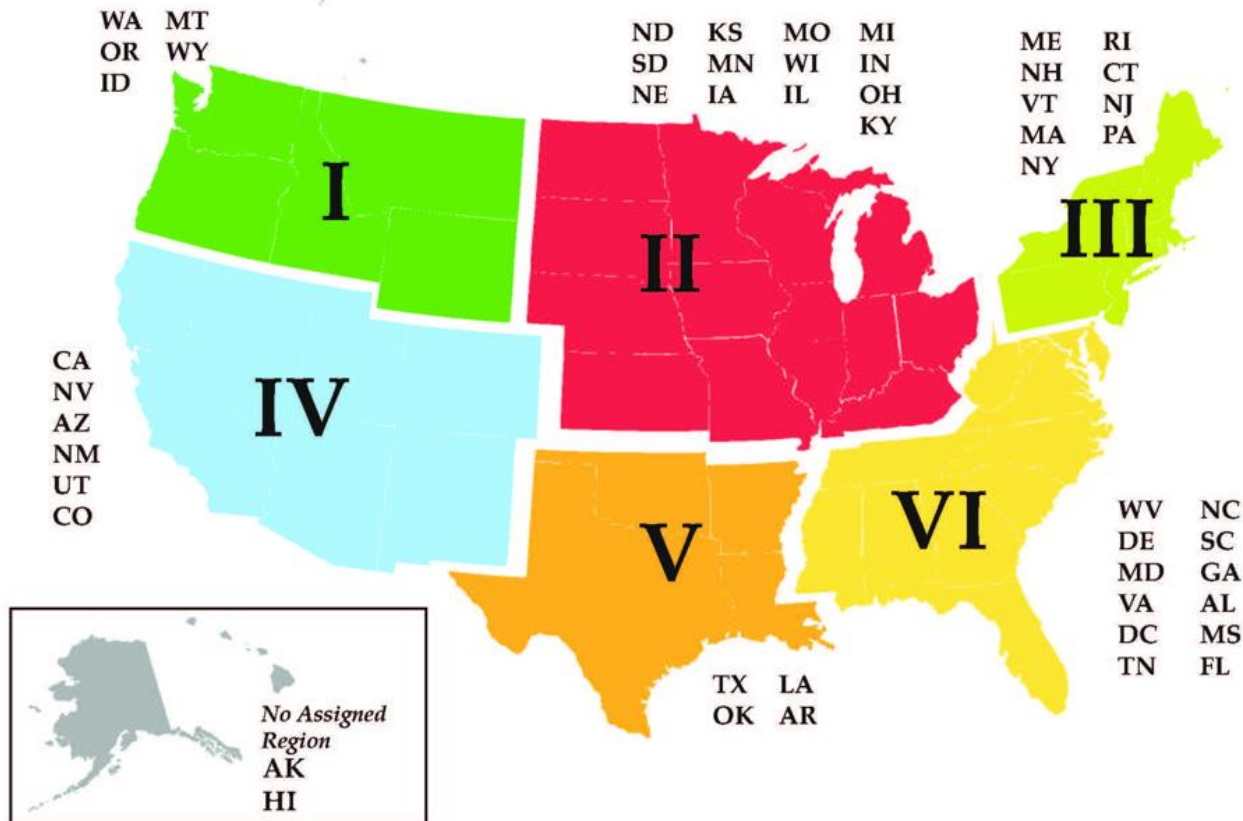 WA MT
OR WY
ID
ND KS MO MI
SD MN WI IN
NE IA IL OH
KY
ME RI
NH CT
VT NJ
MA PA
NY
I
II
III
CA
NV
AZ
NM
UT
CO
IV
V
VI
WV NC
DE SC
MD GA
VA AL
DC MS
TN FL
TX LA
OK AR
No Assigned
Region
AK
HI